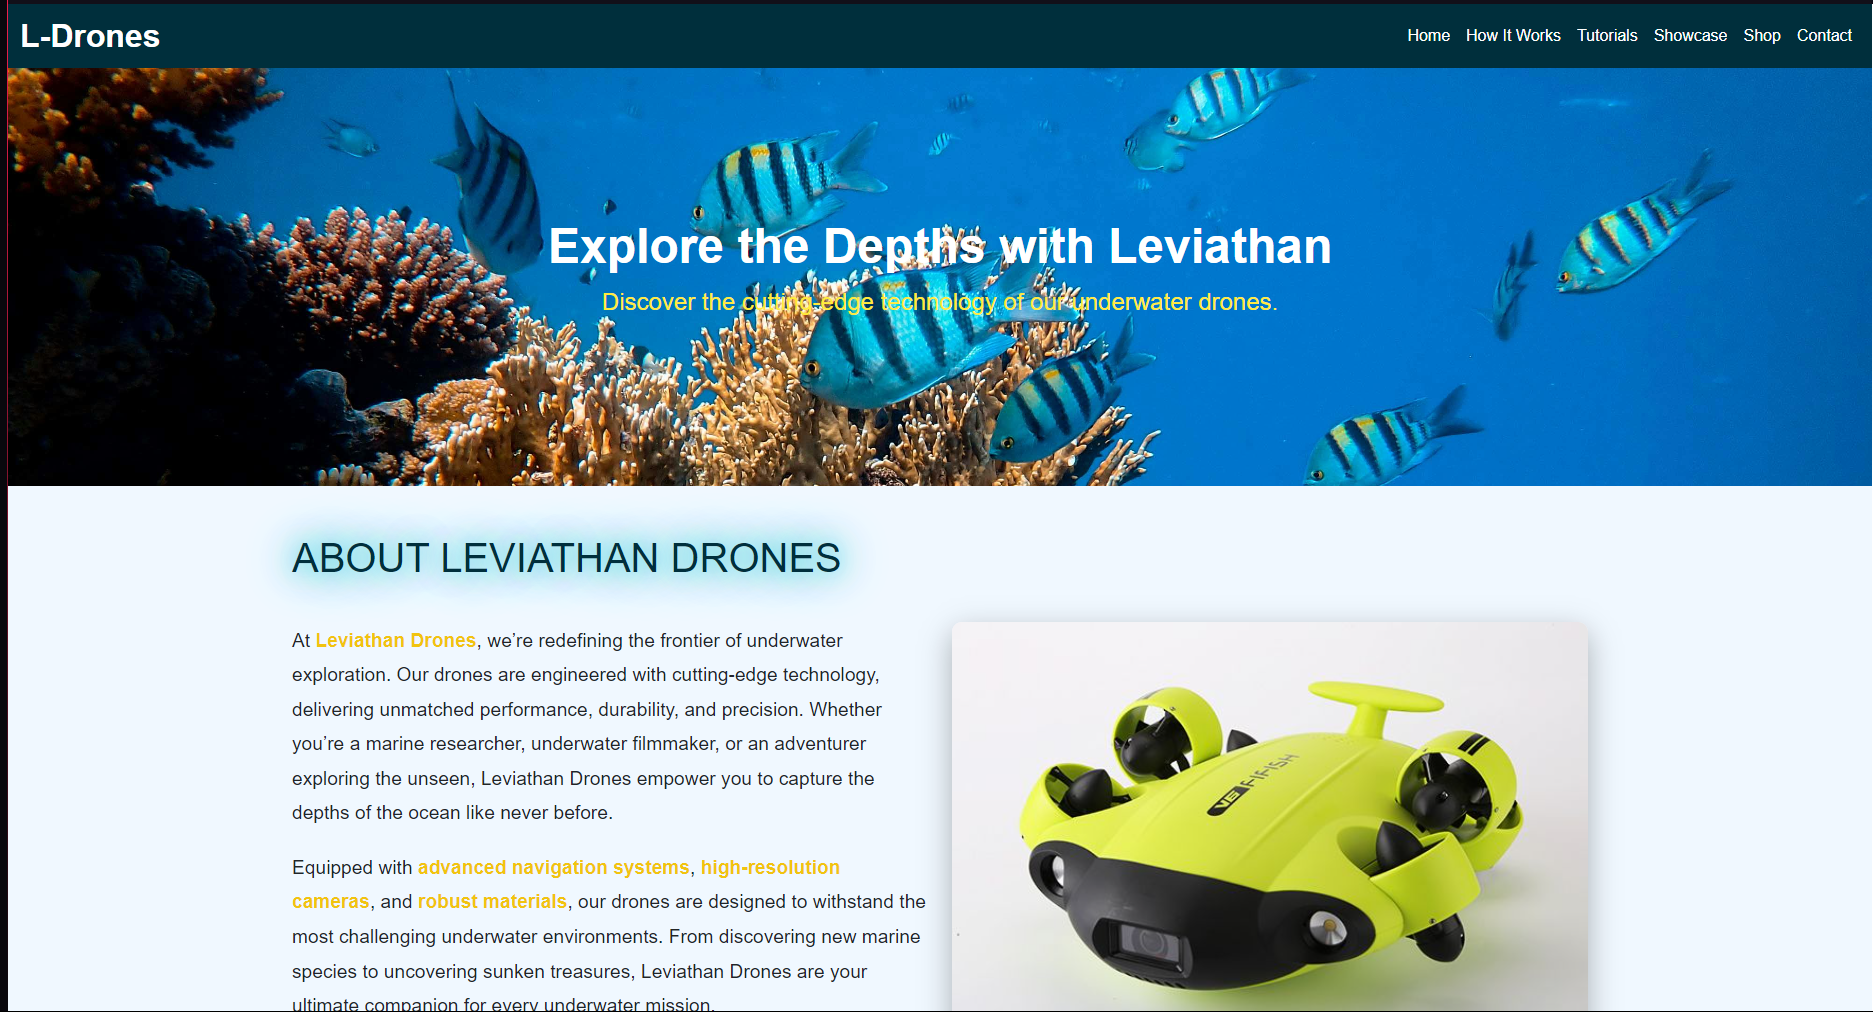 L-Drones
Home How It Works Tutorials Showcase Shop Contact
Explore the Depths with Leviathan
Discover the cutting-edge technology of our underwater drones.
ABOUT LEVIATHAN DRONES
At Leviathan Drones, we’re redefining the frontier of underwater
exploration. Our drones are engineered with cutting-edge technology,
delivering unmatched performance, durability, and precision. Whether
you’re a marine researcher, underwater filmmaker, or an adventurer
exploring the unseen, Leviathan Drones empower you to capture the
depths of the ocean like never before.
Equipped with advanced navigation systems, high-resolution
cameras, and robust materials, our drones are designed to withstand the
most challenging underwater environments. From discovering new marine
species to uncovering sunken treasures, Leviathan Drones are your
ultimate companion for every underwater mission.
V6 FIFISH